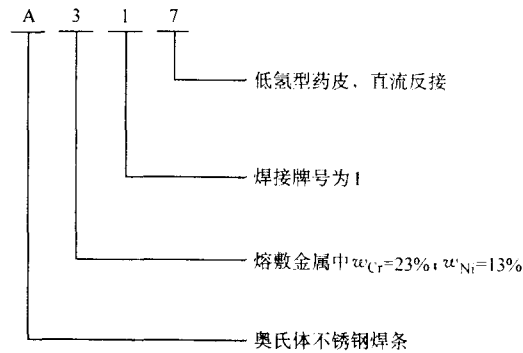 A 3 1 7
低氢型药皮、直流反接
焊接牌号为1
熔敷金属中wCr=23%，wNi=13%
奥氏体不锈钢焊条